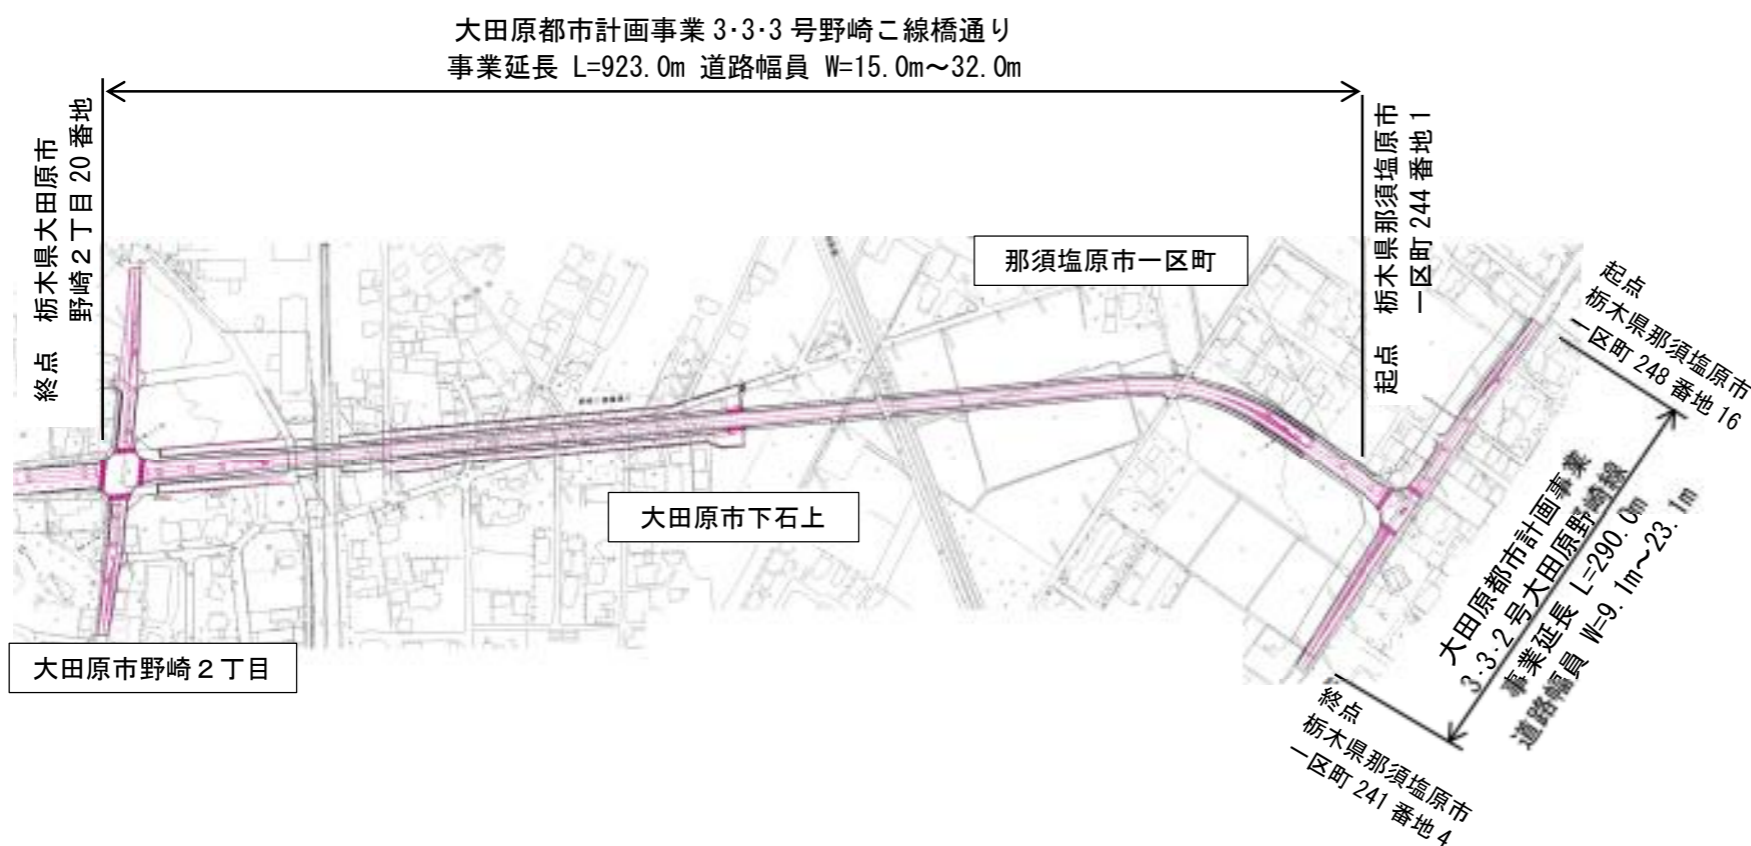 大田原都市計画事業 3・3・3 号野崎こ線橋通り
事業延長 L=923.0m 道路幅員 W=15.0m～32.0m
終点 栃木県大田原市
野崎２丁目 20 番地
起点 栃木県那須塩原市
一区町 244 番地 1
那須塩原市一区町
起点
栃木県那須塩原市
一区町 248 番地 16
大田原市下石上
大田原都市計画事業
3・3・2 号大田原野崎線
事業延長 L=290.0m
道路幅員 W=9.1m～23.1m
大田原市野崎２丁目
終点
栃木県那須塩原市
一区町 241 番地 4